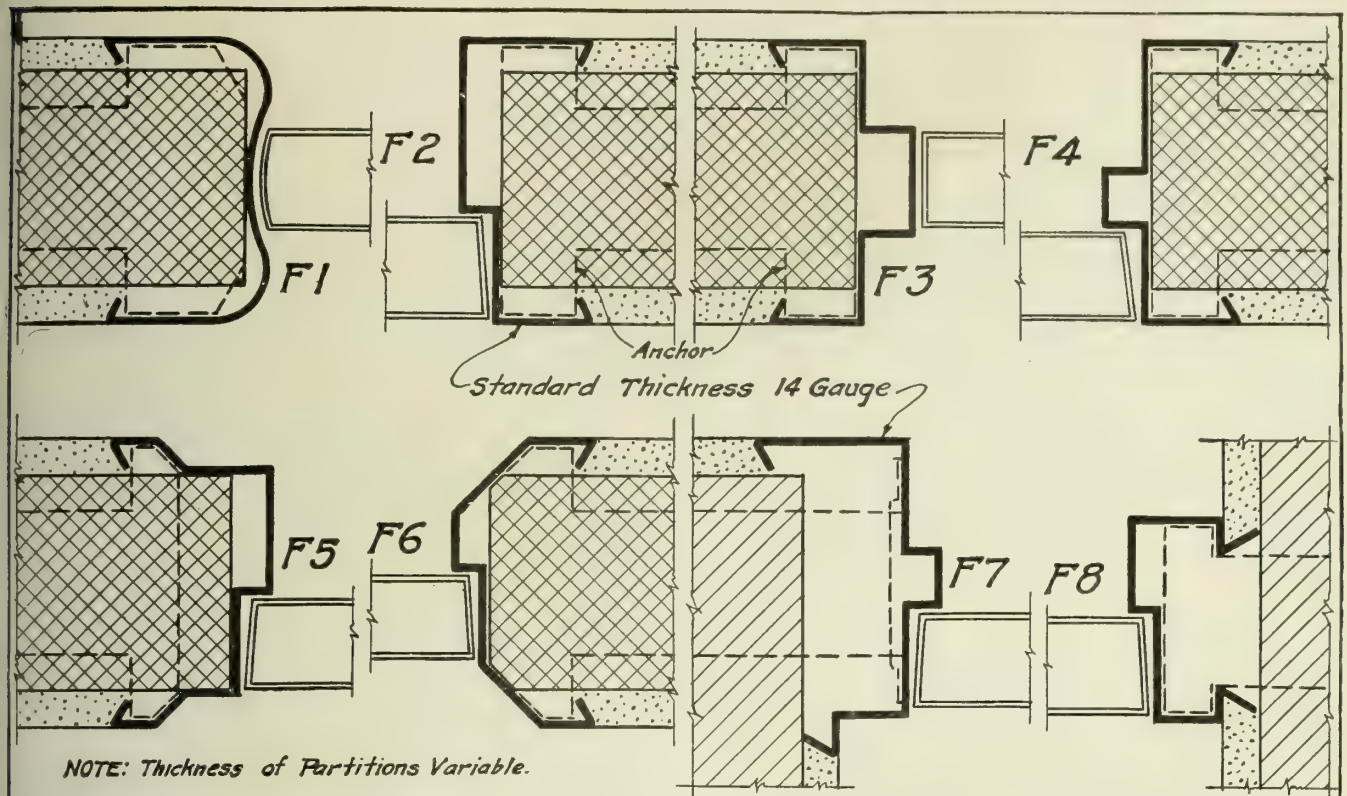 F1
F2
F3
F4
Anchor
Standard Thickness 14 Gauge
F5
F6
F7
F8
NOTE: Thickness of Partitions Variable.